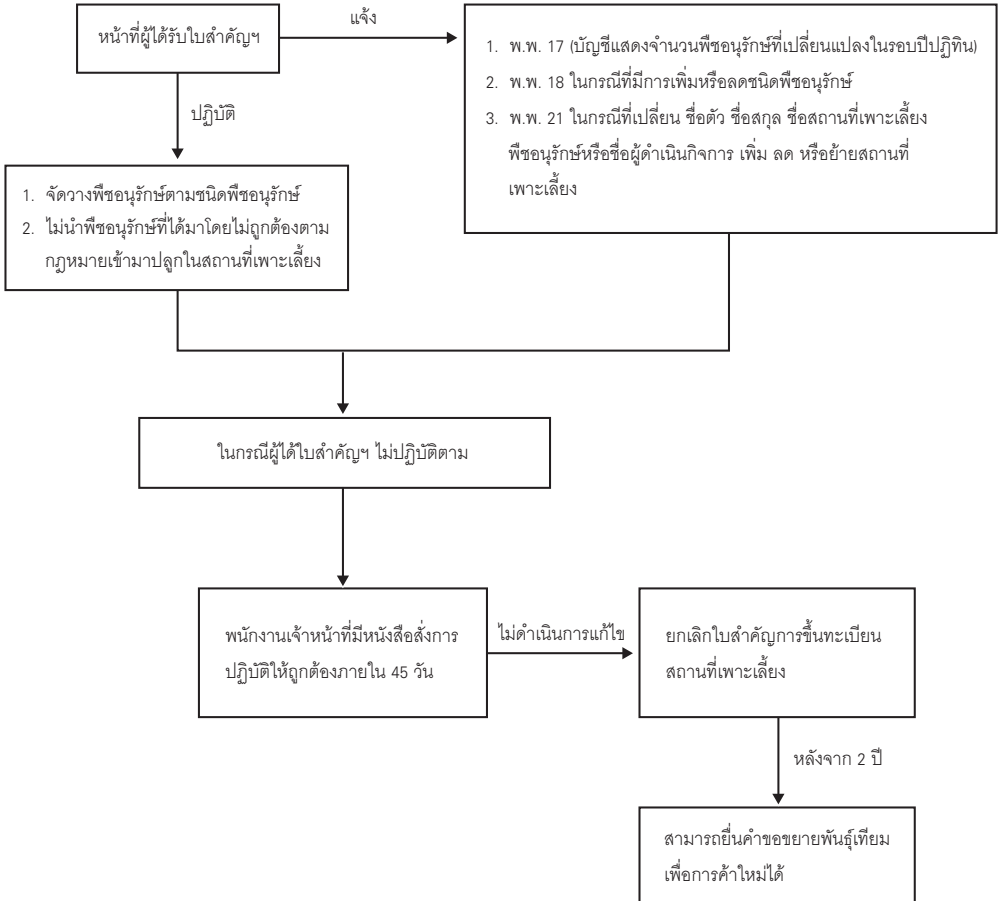 หน้าที่ผู้ได้รับใบสำคัญฯ
แจ้ง
1. พ.พ. 17 (บัญชีแสดงจำนวนพืชอนุรักษ์ที่เปลี่ยนแปลงในรอบปีปฏิทิน)
2. พ.พ. 18 ในกรณีที่มีการเพิ่มหรือลดชนิดพืชอนุรักษ์
3. พ.พ. 21 ในกรณีที่เปลี่ยน ชื่อตัว ชื่อสกุล ชื่อสถานที่เพาะเลี้ยง
พืชอนุรักษ์หรือชื่อผู้ดำเนินกิจการ เพิ่ม ลด หรือย้ายสถานที่
เพาะเลี้ยง
ปฏิบัติ
1. จัดวางพืชอนุรักษ์ตามชนิดพืชอนุรักษ์
2. ไม่นำพืชอนุรักษ์ที่ได้มาโดยไม่ถูกต้องตาม
กฎหมายเข้ามาปลูกในสถานที่เพาะเลี้ยง
ในกรณีผู้ได้ใบสำคัญฯ ไม่ปฏิบัติตาม
พนักงานเจ้าหน้าที่มีหนังสือสั่งการ
ปฏิบัติให้ถูกต้องภายใน 45 วัน
ไม่ดำเนินการแก้ไข
ยกเลิกใบสำคัญการขึ้นทะเบียน
สถานที่เพาะเลี้ยง
หลังจาก 2 ปี
สามารถยื่นคำขอขยายพันธุ์เทียม
เพื่อการค้าใหม่ได้